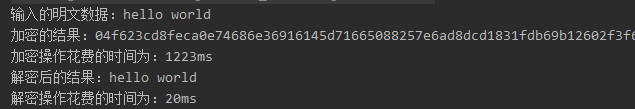 输入的明文数据：hello world
加密的结果：04f623cd8feca0e74686e36916145d71665088257e6ad8dcd1831fdb69b12602f3f6
加密操作花费的时间为：1223ms
解密后的结果：hello world
解密操作花费的时间为：20ms